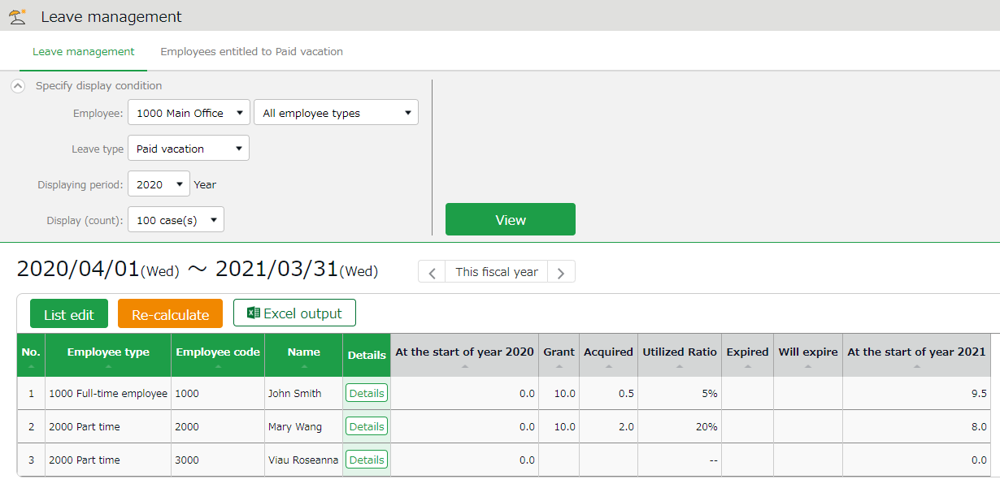 Leave management
Leave management Employees entitled to Paid vacation
Specify display condition
Employee: 1000 Main Office All employee types
Leave type Paid vacation
Displaying period: 2020 Year
Display (count): 100 case(s) View
2020/04/01(Wed) ～ 2021/03/31(Wed) This fiscal year
List edit Re-calculate Excel output
No. Employee type Employee code Name Details At the start of year 2020 Grant Acquired Utilized Ratio Expired Will expire At the start of year 2021
1 1000 Full-time employee 1000 John Smith Details 0.0 10.0 0.5 5% 9.5
2 2000 Part time 2000 Mary Wang Details 0.0 10.0 2.0 20% 8.0
3 2000 Part time 3000 Viau Roseanna Details 0.0 -- 0.0